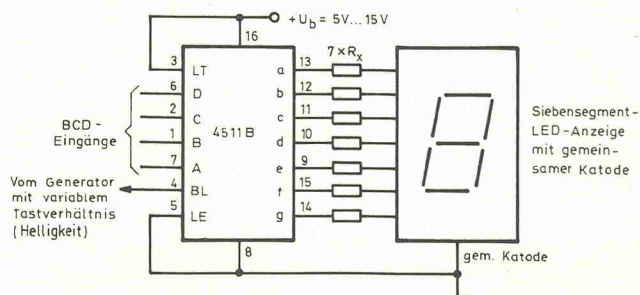 +U_b = 5V...15V
16
7×R_x
3 LT a 13
6 D b 12
2 C c 11
1 B 4511B d 10
7 A e 9
4 BL f 15
5 LE g 14
8
BCD-
Eingänge
Vom Generator
mit variablem
Tastverhältnis
(Helligkeit)
Siebensegment-
LED-Anzeige
mit gemein-
samer Katode
gem. Katode